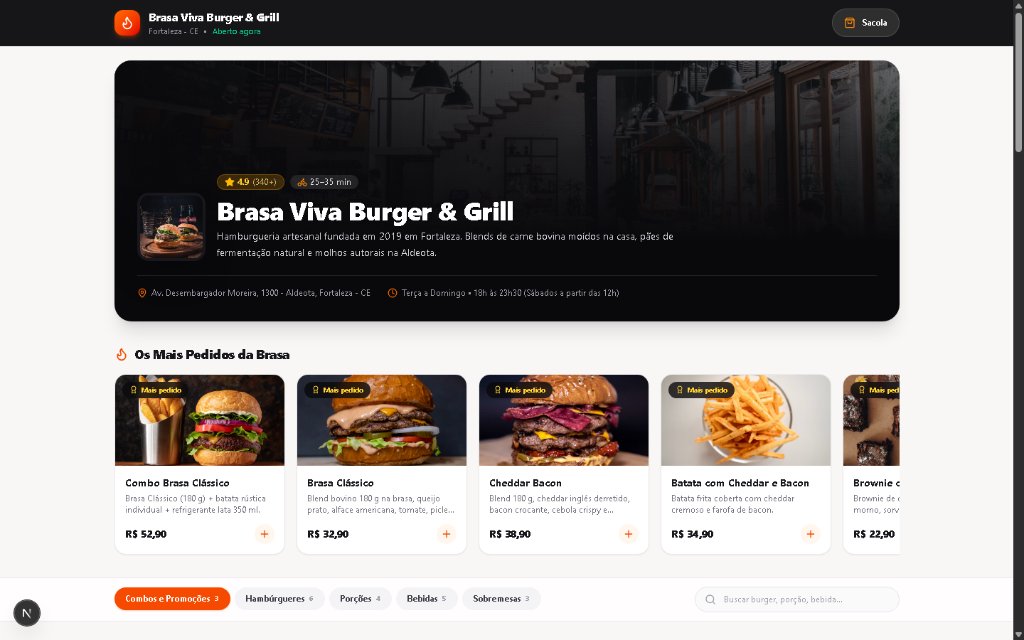 Brasa Viva Burger & Grill
Fortaleza - CE • Aberto agora
Sacola
4.9 (340+)
25–35 min
Brasa Viva Burger & Grill
Hamburgueria artesanal fundada em 2019 em Fortaleza. Blends de carne bovina moídos na casa, pães de
fermentação natural e molhos autorais na Aldeota.
Av. Desembargador Moreira, 1300 - Aldeota, Fortaleza - CE
Terça a Domingo • 18h às 23h30 (Sábados a partir das 12h)
Os Mais Pedidos da Brasa
Mais pedido
Combo Brasa Clássico
Brasa Clássico (180 g) + batata rústica
individual + refrigerante lata 350 ml.
R$ 52,90
+
Mais pedido
Brasa Clássico
Blend bovino 180 g na brasa, queijo
prato, alface americana, tomate, picle...
R$ 32,90
+
Mais pedido
Cheddar Bacon
Blend 180 g, cheddar inglês derretido,
bacon crocante, cebola crispy e...
R$ 38,90
+
Mais pedido
Batata com Cheddar e Bacon
Batata frita coberta com cheddar
cremoso e farofa de bacon.
R$ 34,90
+
Mais ped
Brownie c
Brownie de
morno, sorv
R$ 22,90
Combos e Promoções 3
Hambúrgueres 6
Porções 4
Bebidas 5
Sobremesas 3
Buscar burger, porção, bebida...
N